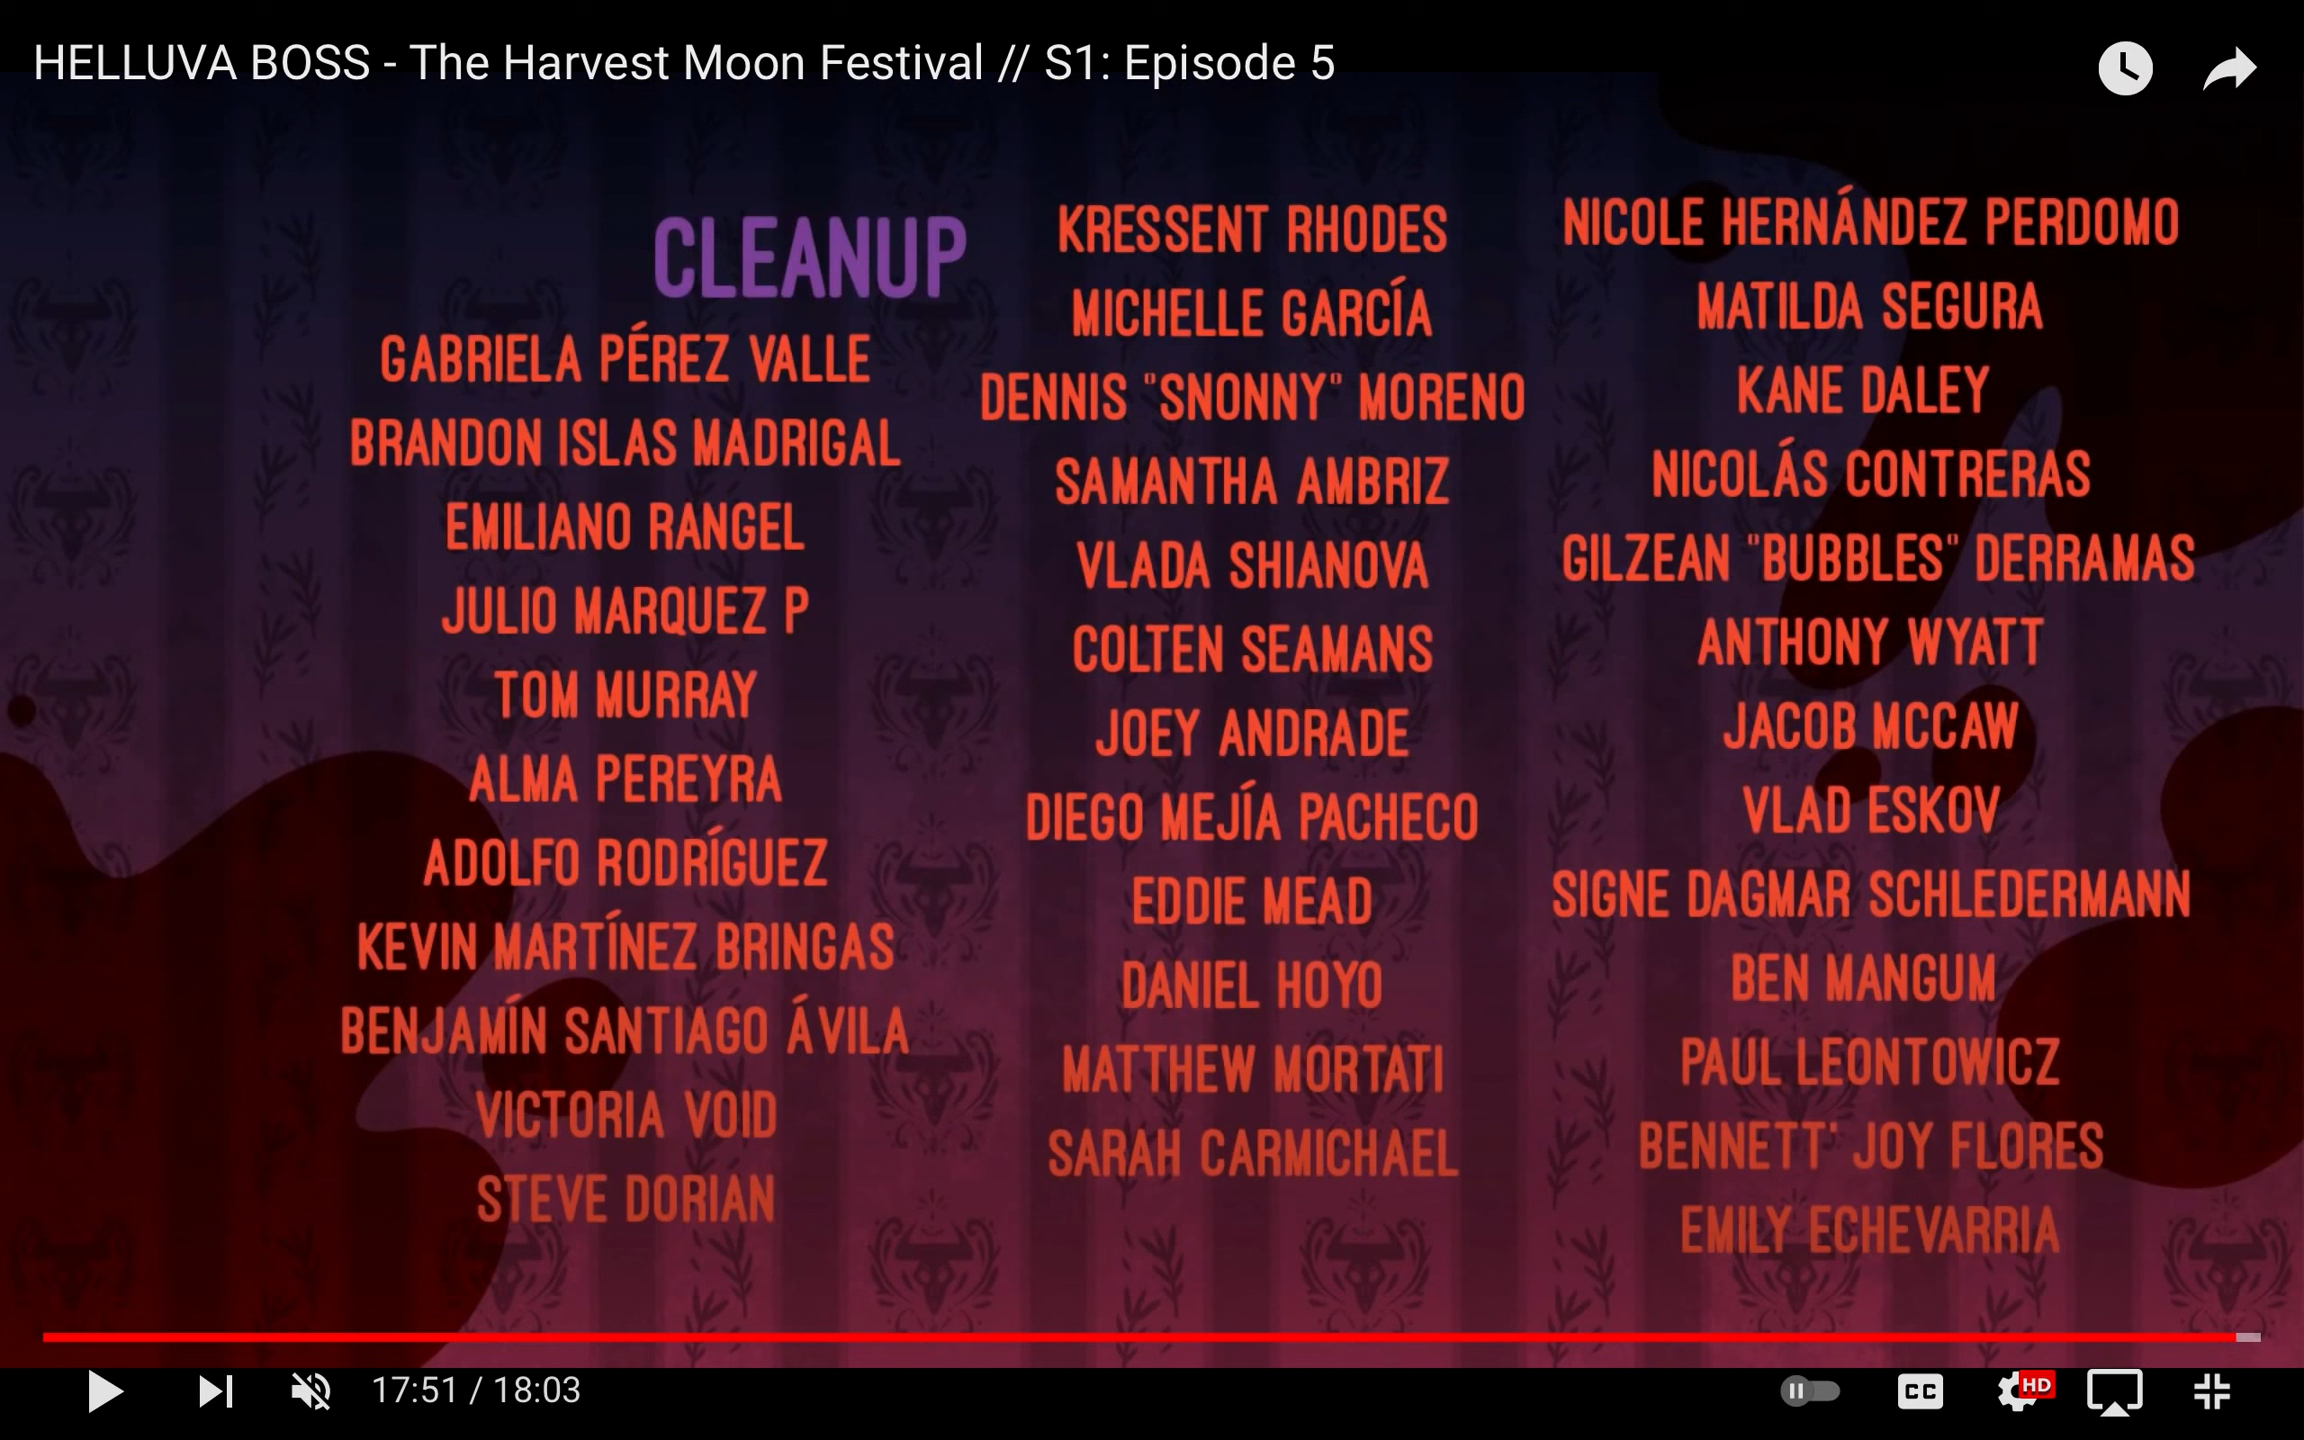 HELLUVA BOSS - The Harvest Moon Festival // S1: Episode 5
CLEANUP
GABRIELA PÉREZ VALLE
BRANDON ISLAS MADRIGAL
EMILIANO RANGEL
JULIO MARQUEZ P
TOM MURRAY
ALMA PEREYRA
ADOLFO RODRÍGUEZ
KEVIN MARTÍNEZ BRINGAS
BENJAMÍN SANTIAGO ÁVILA
VICTORIA VOID
STEVE DORIAN
KRESSENT RHODES
MICHELLE GARCÍA
DENNIS "SNONNY" MORENO
SAMANTHA AMBRIZ
VLADA SHIANOVA
COLTEN SEAMANS
JOEY ANDRADE
DIEGO MEJÍA PACHECO
EDDIE MEAD
DANIEL HOYO
MATTHEW MORTATI
SARAH CARMICHAEL
NICOLE HERNÁNDEZ PERDOMO
MATILDA SEGURA
KANE DALEY
NICOLÁS CONTRERAS
GILZEAN "BUBBLES" DERRAMAS
ANTHONY WYATT
JACOB MCCAW
VLAD ESKOV
SIGNE DAGMAR SCHLEDERMANN
BEN MANGUM
PAUL LEONTOWICZ
BENNETT' JOY FLORES
EMILY ECHEVARRIA
17:51 / 18:03
CC
HD